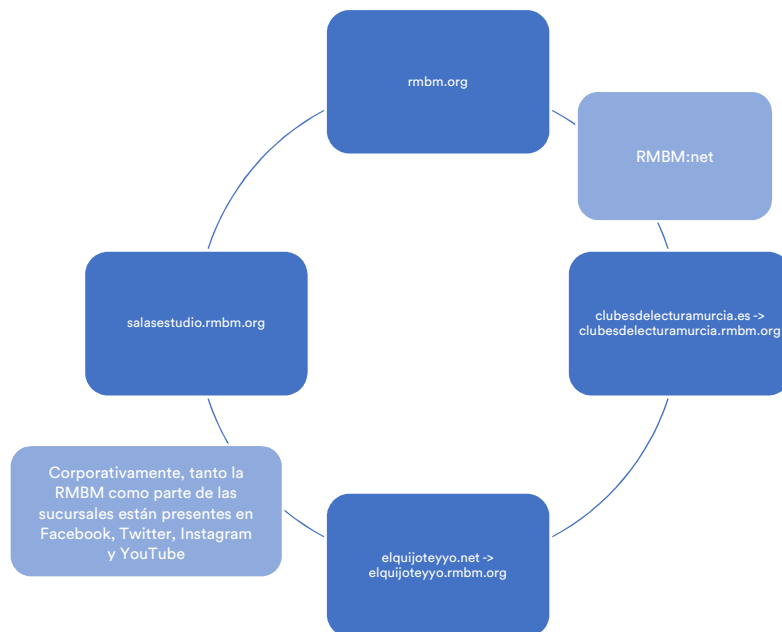 rmbm.org
RMBM:net
clubesdelecturamurcia.es ->
clubesdelecturamurcia.rmbm.org
salasestudio.rmbm.org
Corporativamente, tanto la
RMBM como parte de las
sucursales están presentes en
Facebook, Twitter, Instagram
y YouTube
elquijoteyyo.net ->
elquijoteyyo.rmbm.org